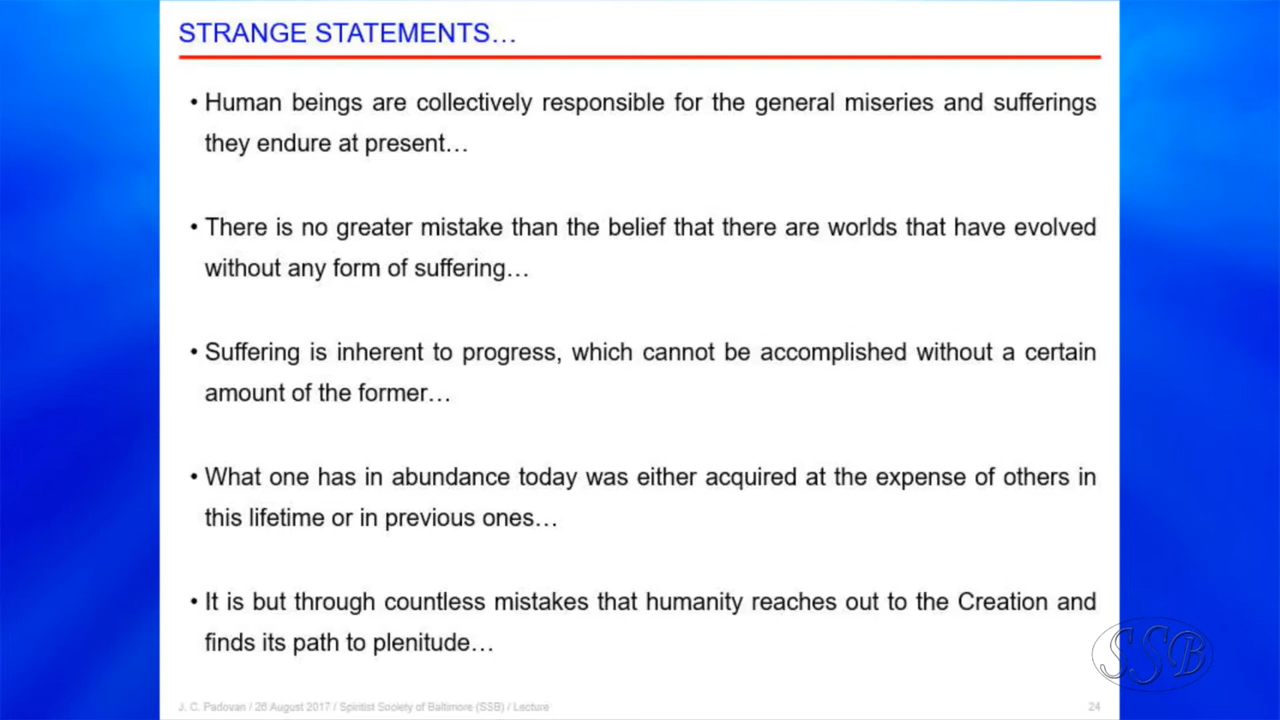 STRANGE STATEMENTS…
• Human beings are collectively responsible for the general miseries and sufferings
they endure at present…
• There is no greater mistake than the belief that there are worlds that have evolved
without any form of suffering…
• Suffering is inherent to progress, which cannot be accomplished without a certain
amount of the former…
• What one has in abundance today was either acquired at the expense of others in
this lifetime or in previous ones…
• It is but through countless mistakes that humanity reaches out to the Creation and
finds its path to plenitude…
SSB
J. C. Padovan / 26 August 2017 / Spiritist Society of Baltimore (SSB) / Lecture
24